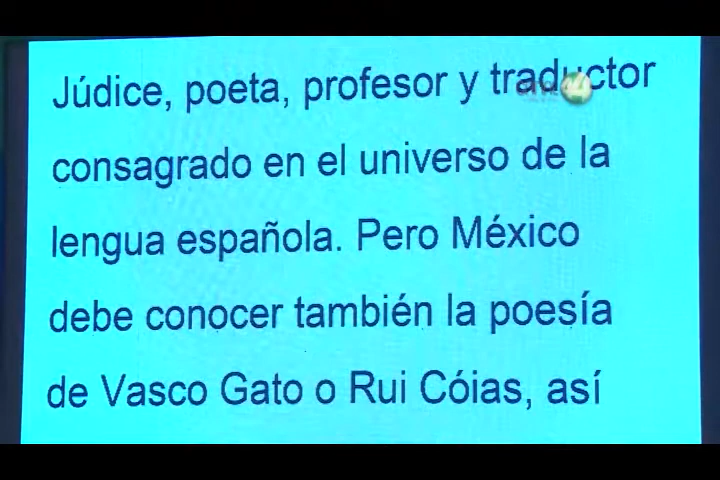 Júdice, poeta, profesor y traductor
consagrado en el universo de la
lengua española. Pero México
debe conocer también la poesía
de Vasco Gato o Rui Cóias, así